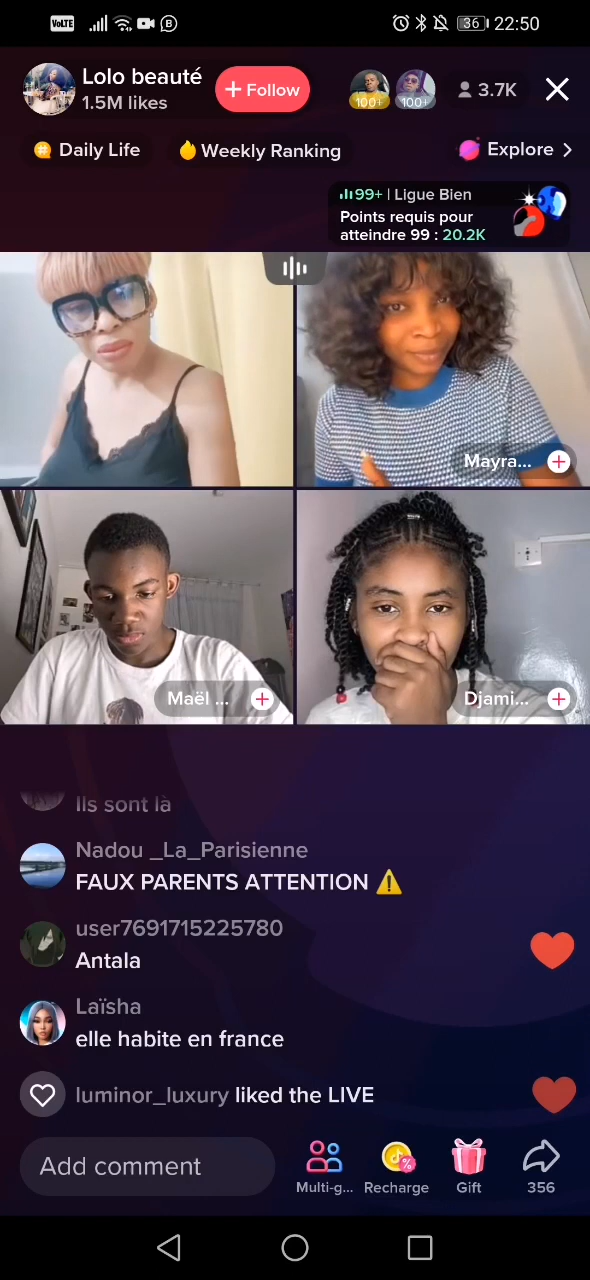 VoLTE
B
36
22:50
Lolo beauté
1.5M likes
+ Follow
100+
100+
3.7K
Daily Life
Weekly Ranking
Explore >
99+ | Ligue Bien
Points requis pour
atteindre 99 : 20.2K
Mayra...
Maël ...
Djami...
Ils sont là
Nadou _La_Parisienne
FAUX PARENTS ATTENTION ⚠️
user7691715225780
Antala
Laïsha
elle habite en france
luminor_luxury liked the LIVE
Add comment
Multi-g...
Recharge
Gift
356